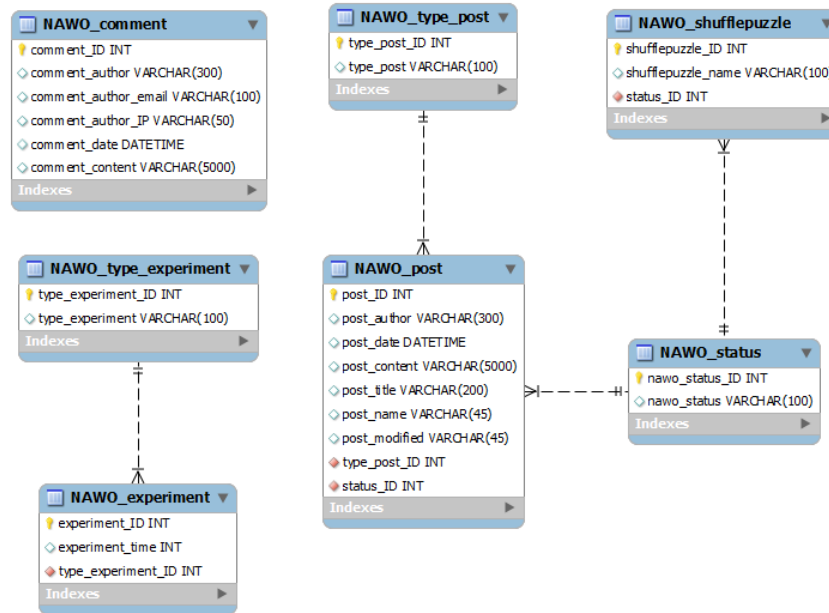 NAWO_comment
comment_ID INT
comment_author VARCHAR(300)
comment_author_email VARCHAR(100)
comment_author_IP VARCHAR(50)
comment_date DATETIME
comment_content VARCHAR(5000)
Indexes
NAWO_type_post
type_post_ID INT
type_post VARCHAR(100)
Indexes
NAWO_shufflepuzzle
shufflepuzzle_ID INT
shufflepuzzle_name VARCHAR(100)
status_ID INT
Indexes
NAWO_type_experiment
type_experiment_ID INT
type_experiment VARCHAR(100)
Indexes
NAWO_post
post_ID INT
post_author VARCHAR(300)
post_date DATETIME
post_content VARCHAR(5000)
post_title VARCHAR(200)
post_name VARCHAR(45)
post_modified VARCHAR(45)
type_post_ID INT
status_ID INT
Indexes
NAWO_status
nawo_status_ID INT
nawo_status VARCHAR(100)
Indexes
NAWO_experiment
experiment_ID INT
experiment_time INT
type_experiment_ID INT
Indexes